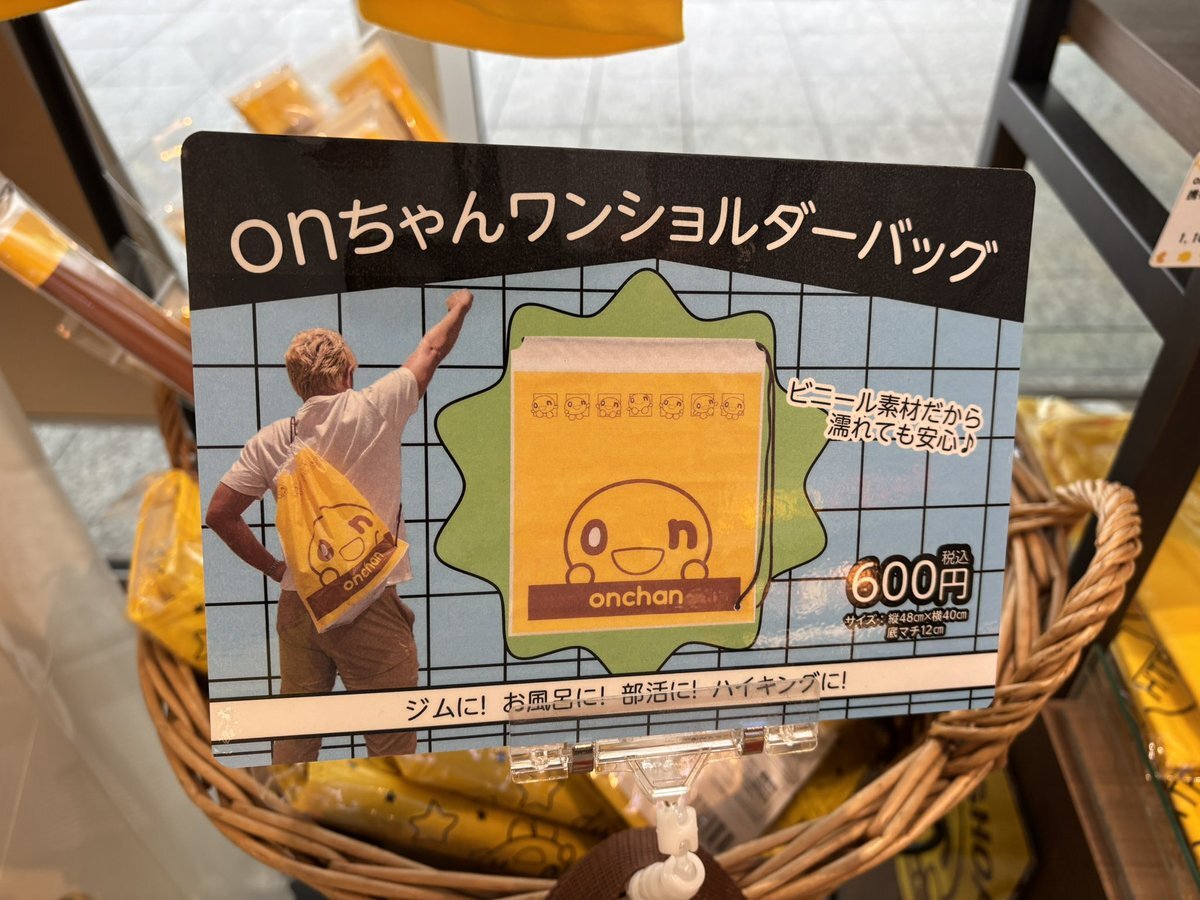 onちゃんワンショルダーバッグ
ビニール素材だから
濡れても安心♪
on
onchan
on
onchan
税込
600円
サイズ：縦48cm×横40cm
底マチ12cm
ジムに! お風呂に! 部活に! ハイキングに!